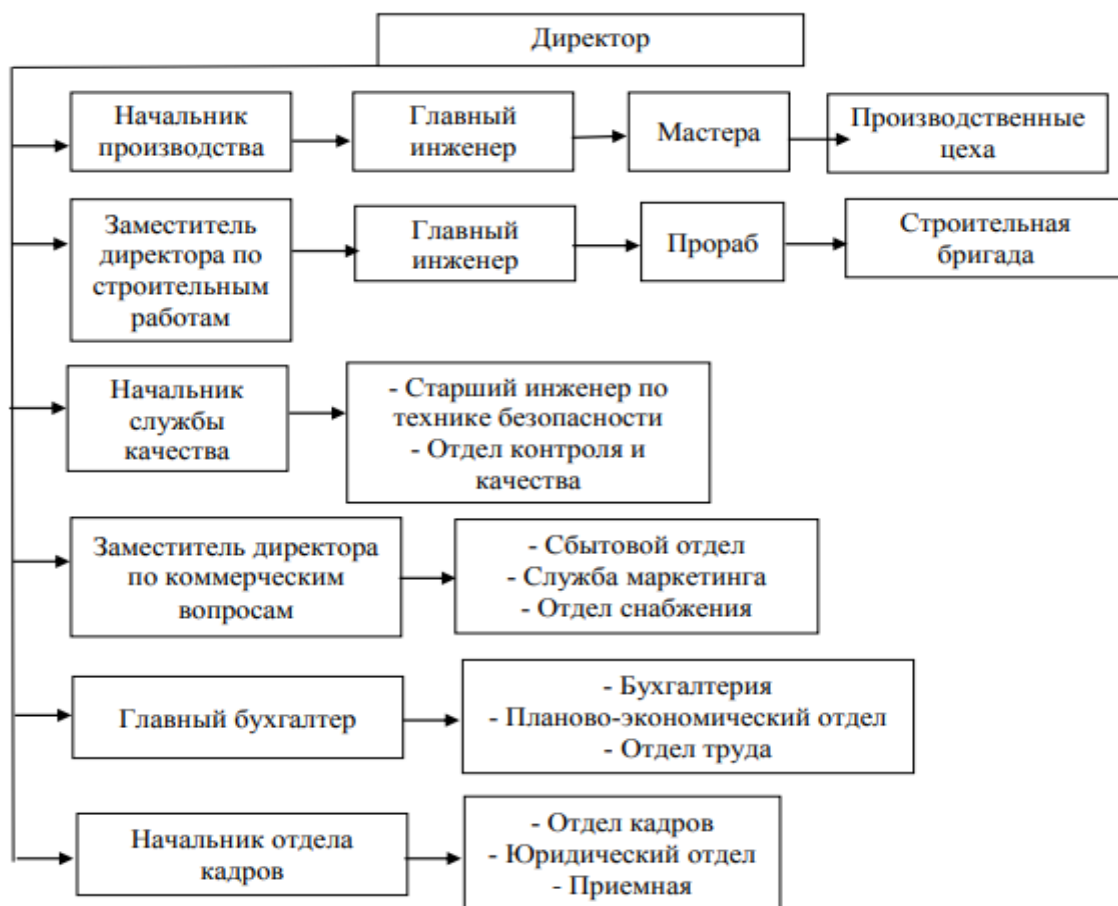 Директор
Начальник
производства
Главный
инженер
Мастера
Производственные
цеха
Заместитель
директора по
строительным
работам
Главный
инженер
Прораб
Строительная
бригада
Начальник
службы
качества
- Старший инженер по
технике безопасности
- Отдел контроля и
качества
Заместитель директора
по коммерческим
вопросам
- Сбытовой отдел
- Служба маркетинга
- Отдел снабжения
Главный бухгалтер
- Бухгалтерия
- Планово-экономический отдел
- Отдел труда
Начальник отдела
кадров
- Отдел кадров
- Юридический отдел
- Приемная